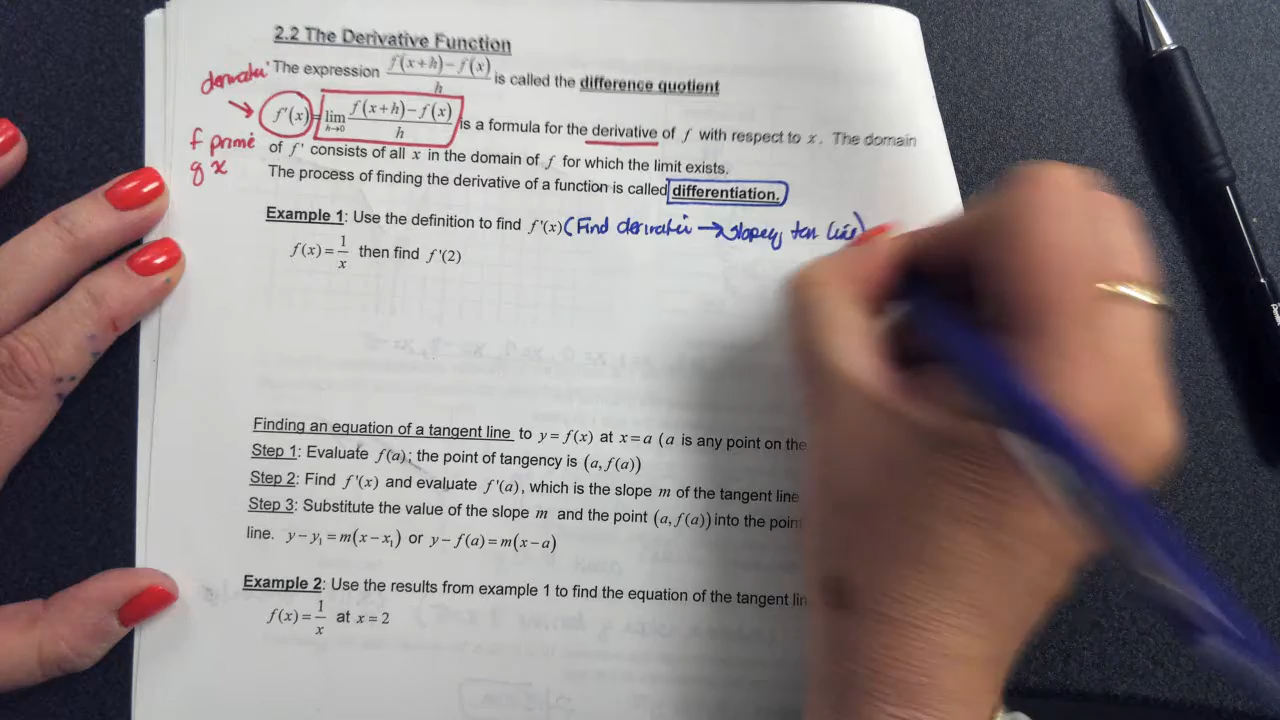 2.2 The Derivative Function
The expression f(x+h)−f(x)/h is called the difference quotient
f'(x)= lim h→0 f(x+h)−f(x)/h is a formula for the derivative of f with respect to x. The domain
f prime
of f' consists of all x in the domain of f for which the limit exists.
x
The process of finding the derivative of a function is called differentiation.
Example 1: Use the definition to find f'(x) (Find → slope tan line)
f(x)=1/x then find f'(2)
Finding an equation of a tangent line to y=f(x) at x=a (a is any point on the
Step 1: Evaluate f(a); the point of tangency is (a, f(a))
Step 2: Find f'(x) and evaluate f'(a), which is the slope m of the tangent line
Step 3: Substitute the value of the slope m and the point (a, f(a)) into the
line. y−y₁=m(x−x₁) or y−f(a)=m(x−a)
Example 2: Use the results from example 1 to find the equation of the tangent
f(x)=1/x at x=2